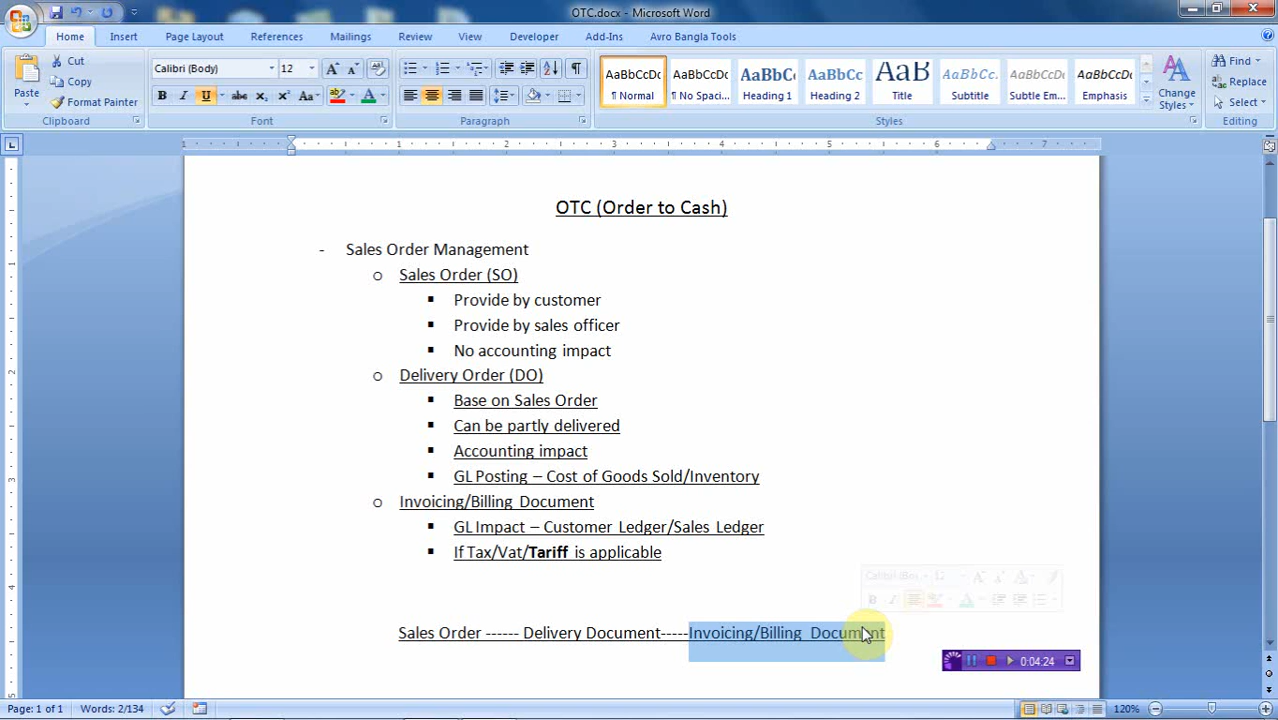 OTC.docx - Microsoft Word
Home Insert Page Layout References Mailings Review View Developer Add-Ins Avro Bangla Tools
Paste Cut Copy Format Painter
Clipboard
Calibri (Body) 12
Font
Paragraph
AaBbCcDc AaBbCcDc AaBbCc AaBbCc AaB AaBbCc. AaBbCcDc AaBbCcDc
¶ Normal ¶ No Spaci... Heading 1 Heading 2 Title Subtitle Subtle Em... Emphasis
Styles
Change Styles
Find
Replace
Select
Editing
OTC (Order to Cash)
- Sales Order Management
o Sales Order (SO)
▪ Provide by customer
▪ Provide by sales officer
▪ No accounting impact
o Delivery Order (DO)
▪ Base on Sales Order
▪ Can be partly delivered
▪ Accounting impact
▪ GL Posting – Cost of Goods Sold/Inventory
o Invoicing/Billing Document
▪ GL Impact – Customer Ledger/Sales Ledger
▪ If Tax/Vat/Tariff is applicable
Sales Order ------ Delivery Document-----Invoicing/Billing Document
0:04:24
Page: 1 of 1 Words: 2/134 120%